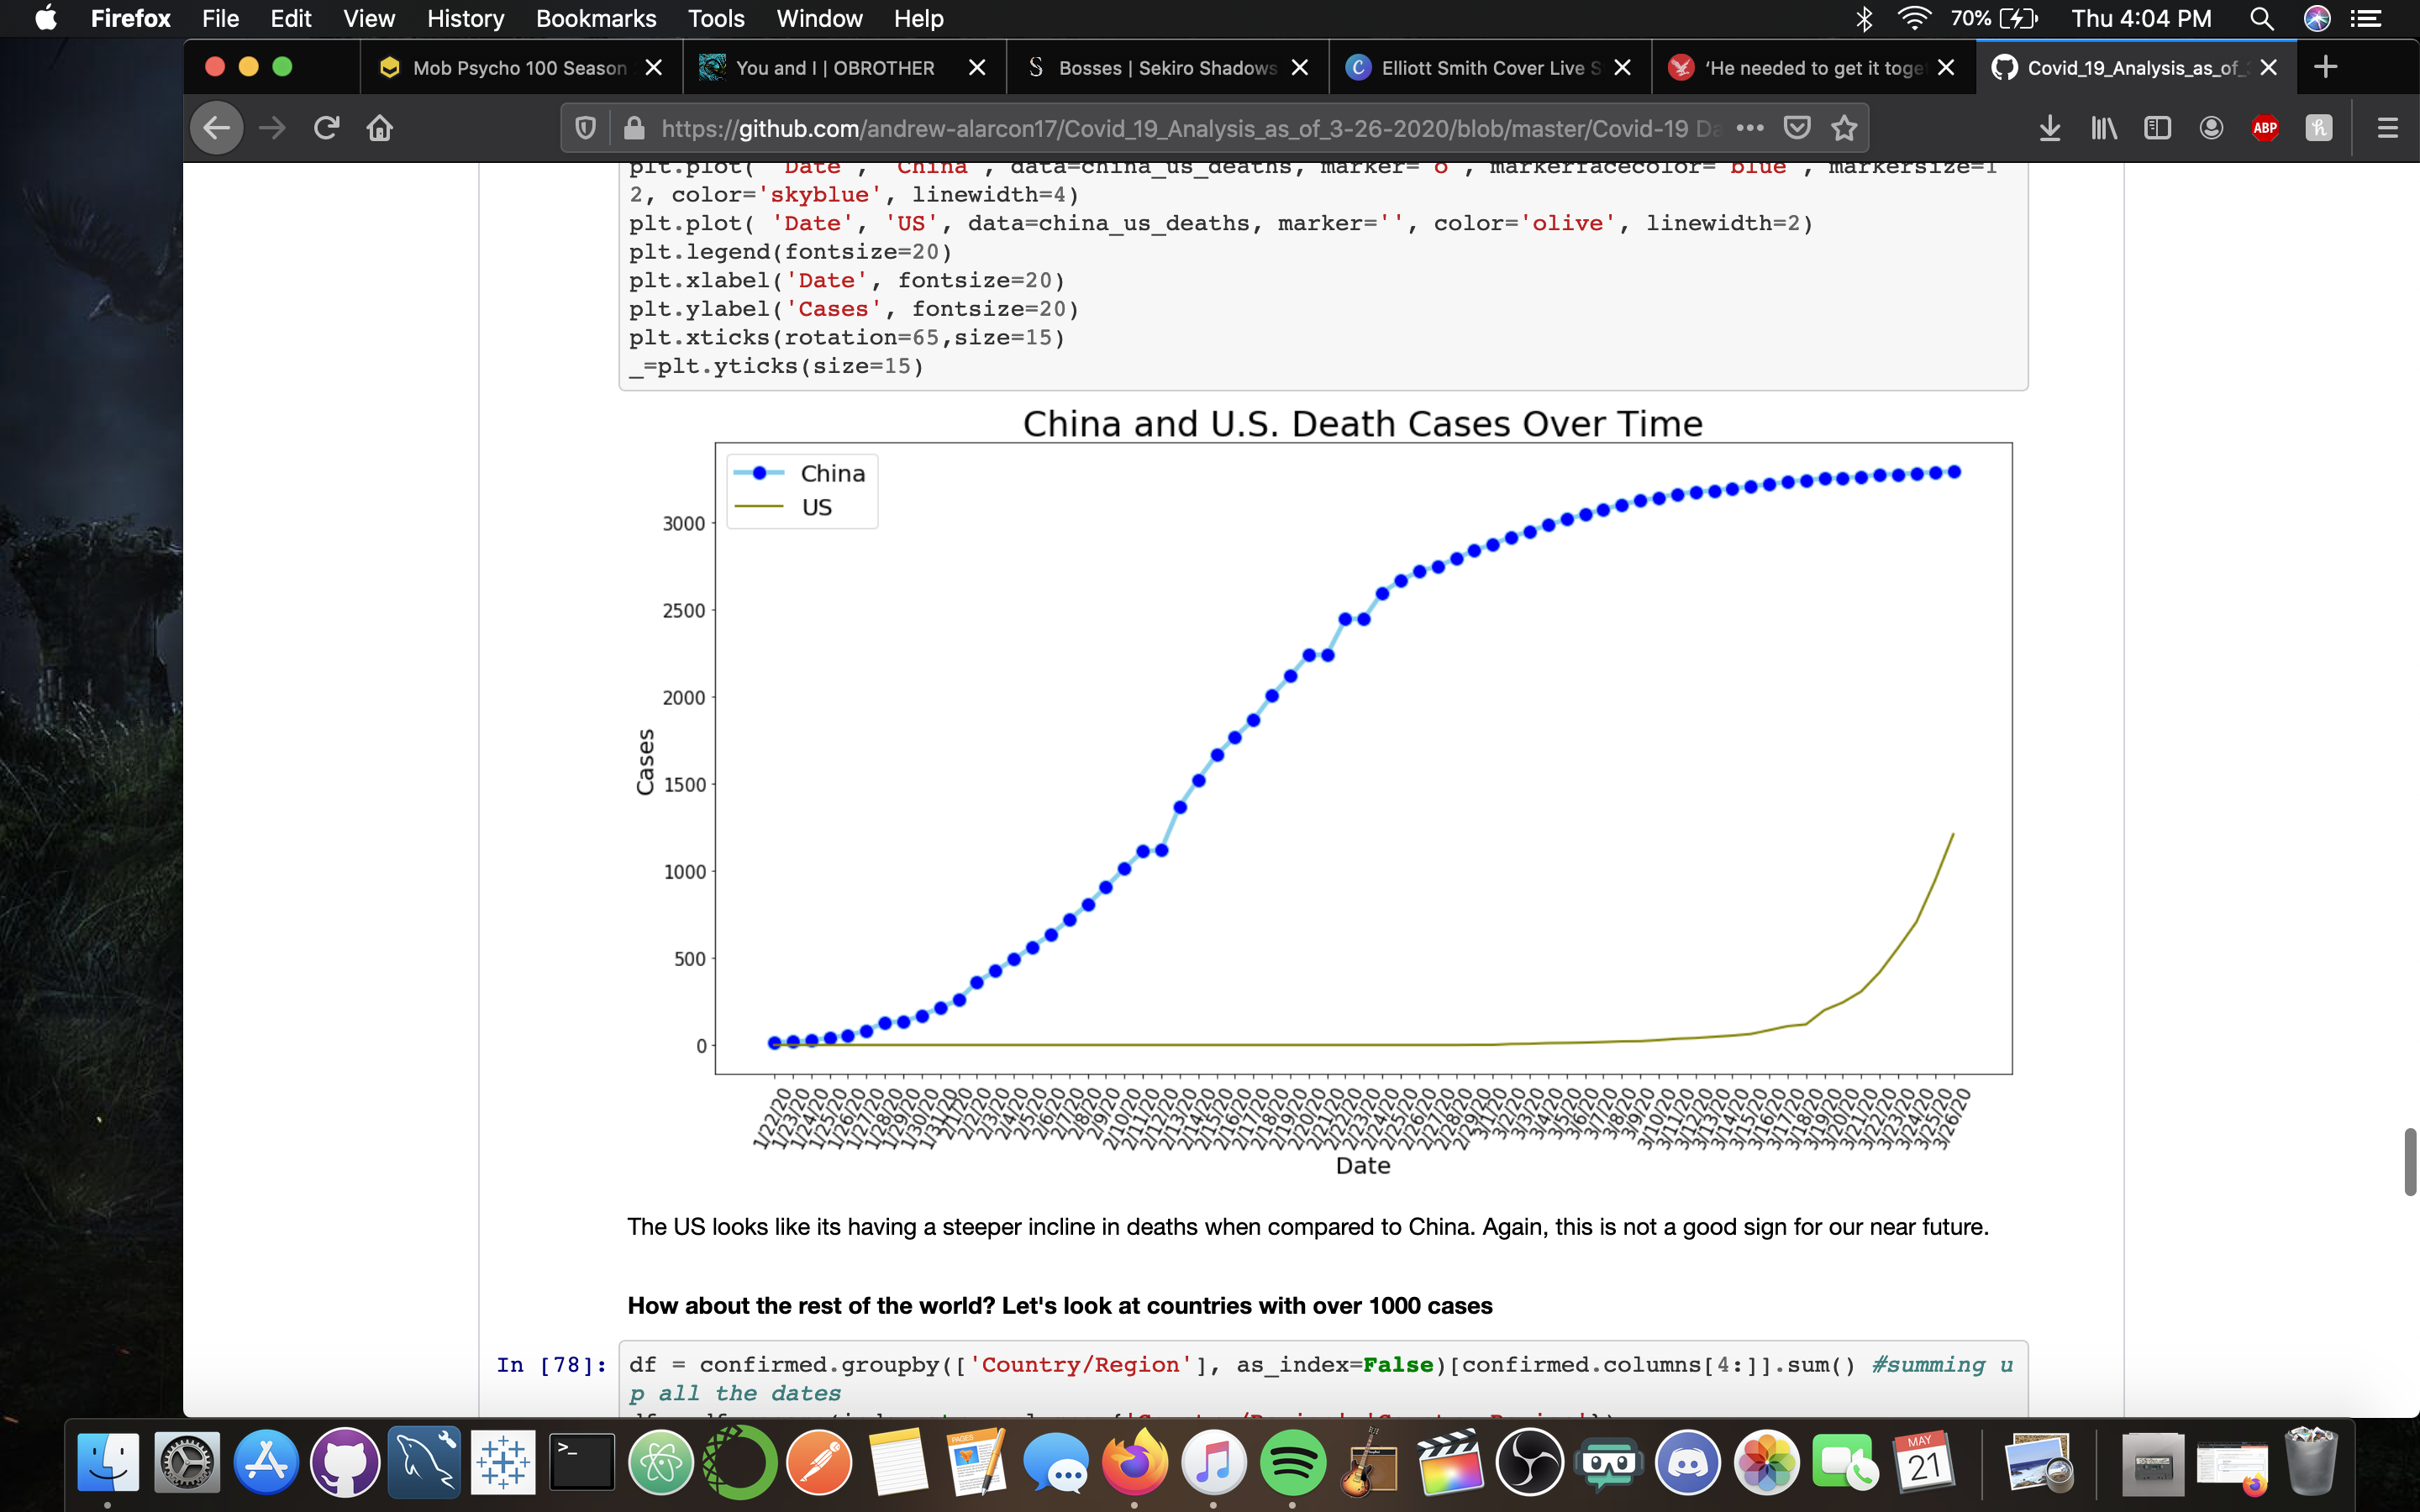 Firefox File Edit View History Bookmarks Tools Window Help 70% Thu 4:04 PM
Mob Psycho 100 Season
You and I | OBROTHER
Bosses | Sekiro Shadows
Elliott Smith Cover Live S
‘He needed to get it toge
Covid_19_Analysis_as_of_
https://github.com/andrew-alarcon17/Covid_19_Analysis_as_of_3-26-2020/blob/master/Covid-19 Da
ABP
plt.plot( 'Date', 'China', data=china_us_deaths, marker='o', markerfacecolor='blue', markersize=1
2, color='skyblue', linewidth=4)
plt.plot( 'Date', 'US', data=china_us_deaths, marker='', color='olive', linewidth=2)
plt.legend(fontsize=20)
plt.xlabel('Date', fontsize=20)
plt.ylabel('Cases', fontsize=20)
plt.xticks(rotation=65,size=15)
_=plt.yticks(size=15)
China and U.S. Death Cases Over Time
China
US
3000
2500
2000
1500
1000
500
0
Cases
1/22/20 1/23/20 1/24/20 1/25/20 1/26/20 1/27/20 1/28/20 1/29/20 1/30/20 1/31/20 2/1/20 2/2/20 2/3/20 2/4/20 2/5/20 2/6/20 2/7/20 2/8/20 2/9/20 2/10/20 2/11/20 2/12/20 2/13/20 2/14/20 2/15/20 2/16/20 2/17/20 2/18/20 2/19/20 2/20/20 2/21/20 2/22/20 2/23/20 2/24/20 2/25/20 2/26/20 2/27/20 2/28/20 2/29/20 3/1/20 3/2/20 3/3/20 3/4/20 3/5/20 3/6/20 3/7/20 3/8/20 3/9/20 3/10/20 3/11/20 3/12/20 3/13/20 3/14/20 3/15/20 3/16/20 3/17/20 3/18/20 3/19/20 3/20/20 3/21/20 3/22/20 3/23/20 3/24/20 3/25/20 3/26/20
Date
The US looks like its having a steeper incline in deaths when compared to China. Again, this is not a good sign for our near future.
How about the rest of the world? Let's look at countries with over 1000 cases
In [78]: df = confirmed.groupby(['Country/Region'], as_index=False)[confirmed.columns[4:]].sum() #summing u
p all the dates
PAGES
MAY
21